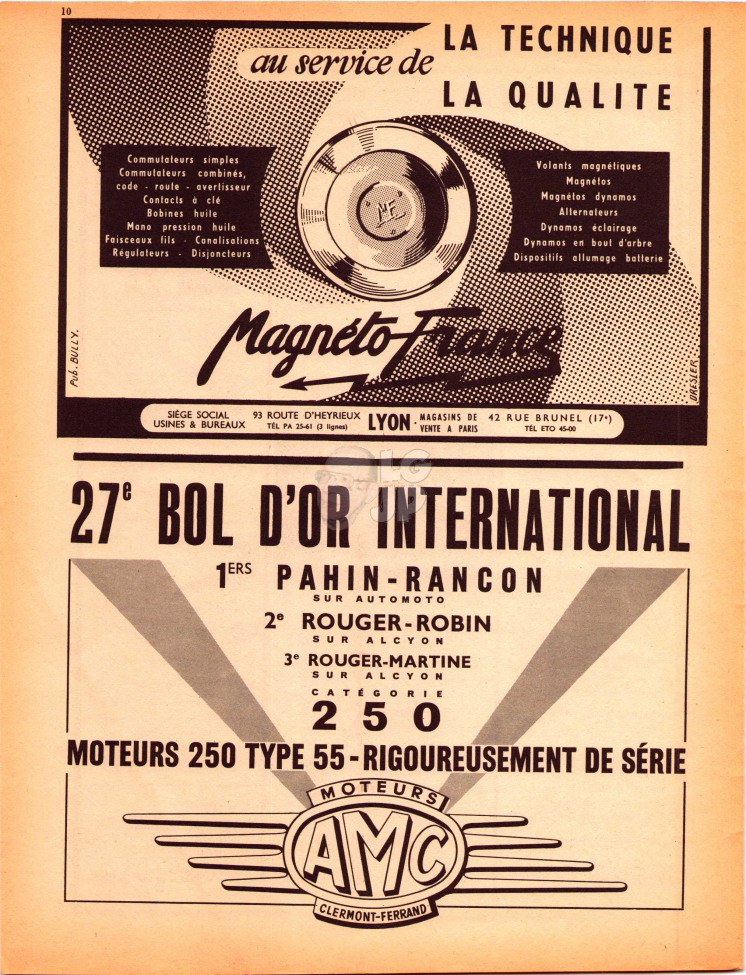 10
au service de
LA TECHNIQUE
LA QUALITE
Commutateurs simples
Commutateurs combinés,
code - route - avertisseur
Contacts à clé
Bobines huile
Mano pression huile
Faisceaux fils - Canalisations
Régulateurs - Disjoncteurs
MF
Volants magnétiques
Magnétos
Magnétos dynamos
Alternateurs
Dynamos éclairage
Dynamos en bout d'arbre
Dispositifs allumage batterie
Magnéto-France
Pub. BULLY.
DRESLER
SIÈGE SOCIAL
USINES & BUREAUX
93 ROUTE D'HEYRIEUX
TÉL PA 25-61 (3 lignes)
LYON ·
MAGASINS DE
VENTE A PARIS
42 RUE BRUNEL (17e)
TÉL ETO 45-00
LG
JP
27e BOL D'OR INTERNATIONAL
1ERS PAHIN-RANCON
SUR AUTOMOTO
2e ROUGER-ROBIN
SUR ALCYON
3e ROUGER-MARTINE
SUR ALCYON
CATÉGORIE
250
MOTEURS 250 TYPE 55-RIGOUREUSEMENT DE SÉRIE
MOTEURS
AMC
CLERMONT-FERRAND